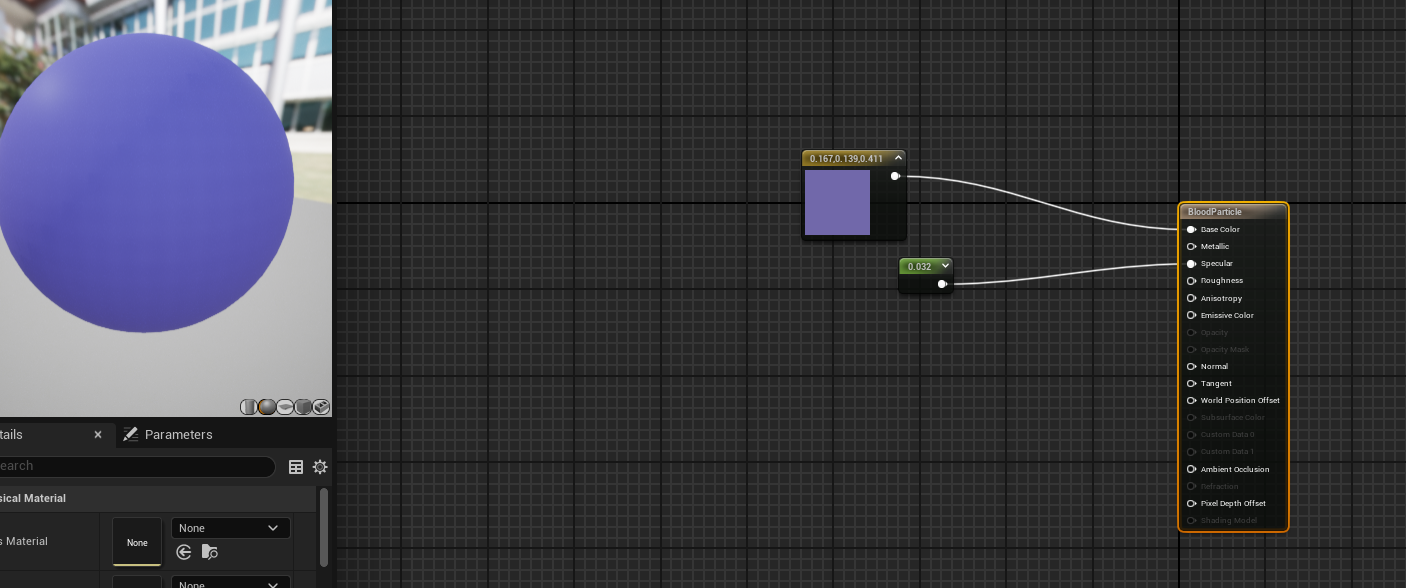 0.167,0.139,0.411
BloodParticle
Base Color
Metallic
0.032
Specular
Roughness
Anisotropy
Emissive Color
Opacity
Opacity Mask
Normal
Tangent
World Position Offset
Subsurface Color
Custom Data 0
Custom Data 1
Ambient Occlusion
Refraction
Pixel Depth Offset
Shading Model
tails
Parameters
earch
sical Material
s Material
None
None
None